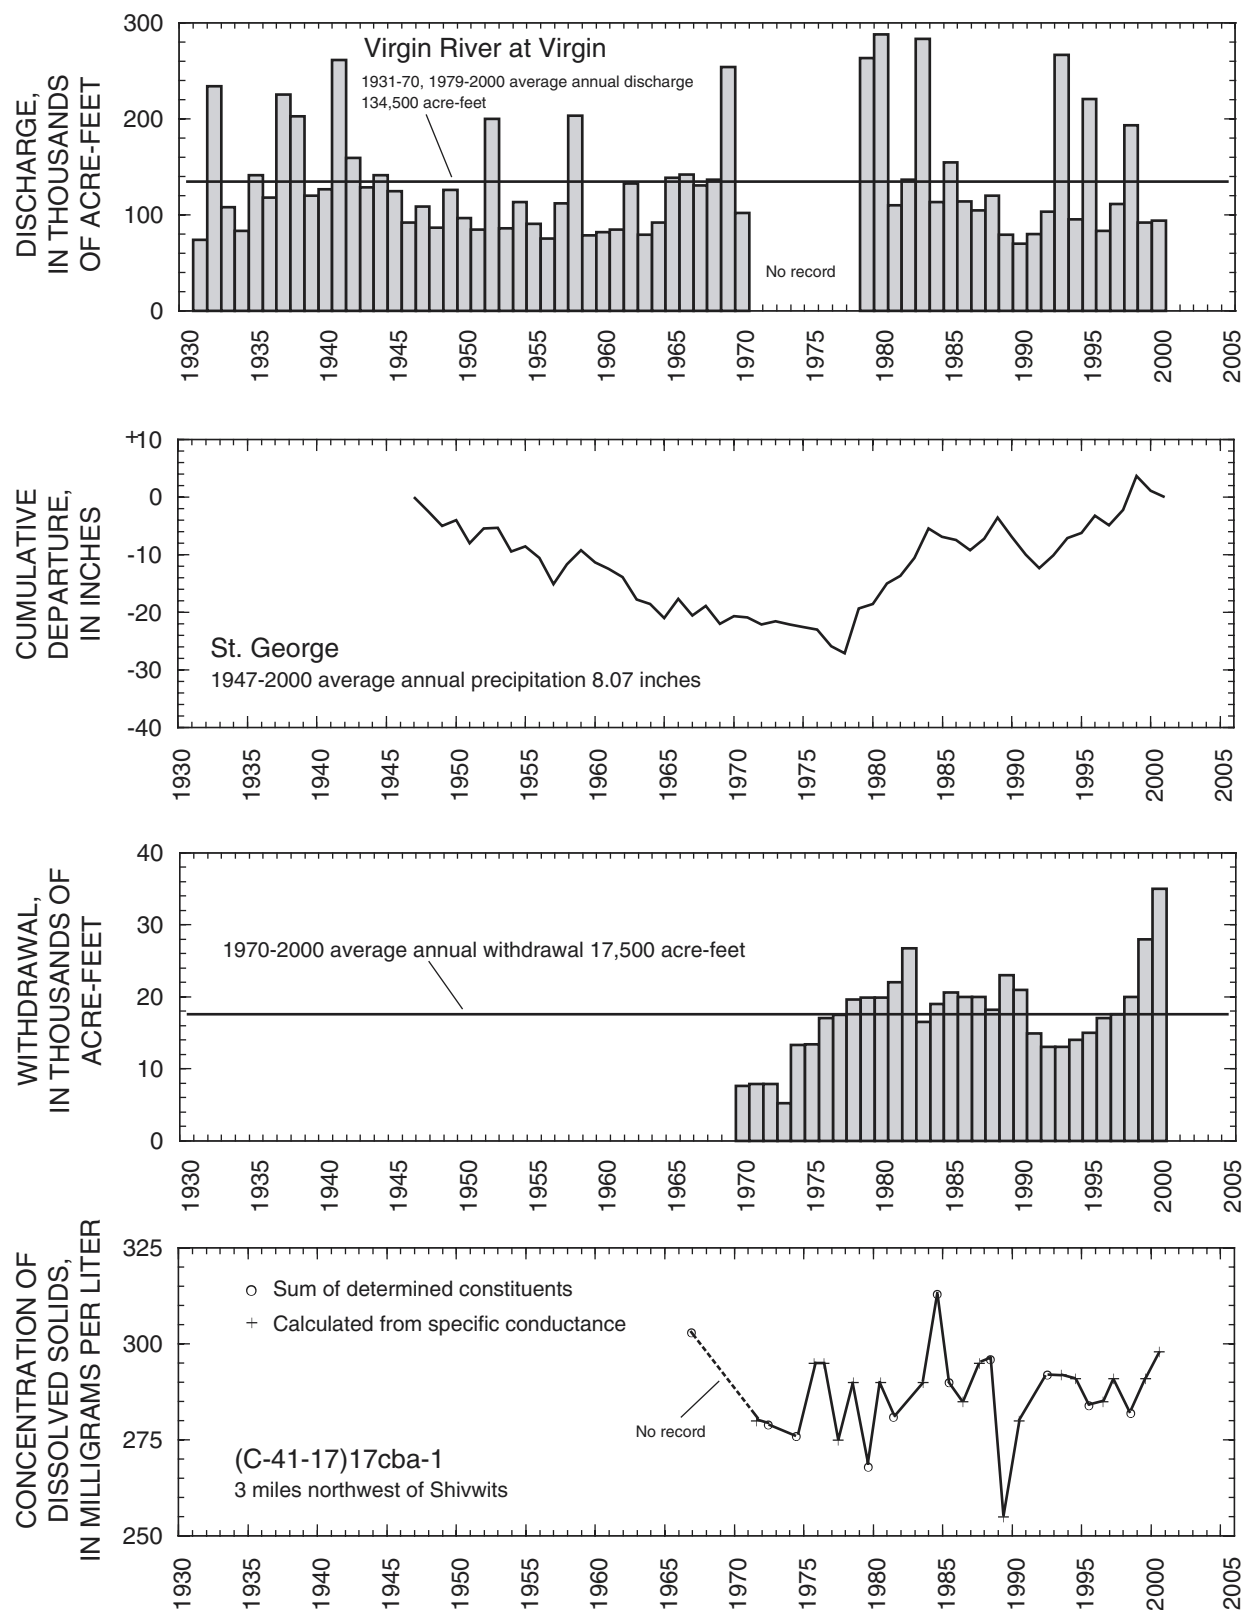 DISCHARGE,
IN THOUSANDS
OF ACRE-FEET
300
200
100
0
Virgin River at Virgin
1931-70, 1979-2000 average annual discharge
134,500 acre-feet
No record
1930 1935 1940 1945 1950 1955 1960 1965 1970 1975 1980 1985 1990 1995 2000 2005
CUMULATIVE
DEPARTURE,
IN INCHES
+10
0
-10
-20
-30
-40
St. George
1947-2000 average annual precipitation 8.07 inches
1930 1935 1940 1945 1950 1955 1960 1965 1970 1975 1980 1985 1990 1995 2000 2005
WITHDRAWAL,
IN THOUSANDS OF
ACRE-FEET
40
30
20
10
0
1970-2000 average annual withdrawal 17,500 acre-feet
1930 1935 1940 1945 1950 1955 1960 1965 1970 1975 1980 1985 1990 1995 2000 2005
CONCENTRATION OF
DISSOLVED SOLIDS,
IN MILLIGRAMS PER LITER
325
300
275
250
Sum of determined constituents
Calculated from specific conductance
No record
(C-41-17)17cba-1
3 miles northwest of Shivwits
1930 1935 1940 1945 1950 1955 1960 1965 1970 1975 1980 1985 1990 1995 2000 2005